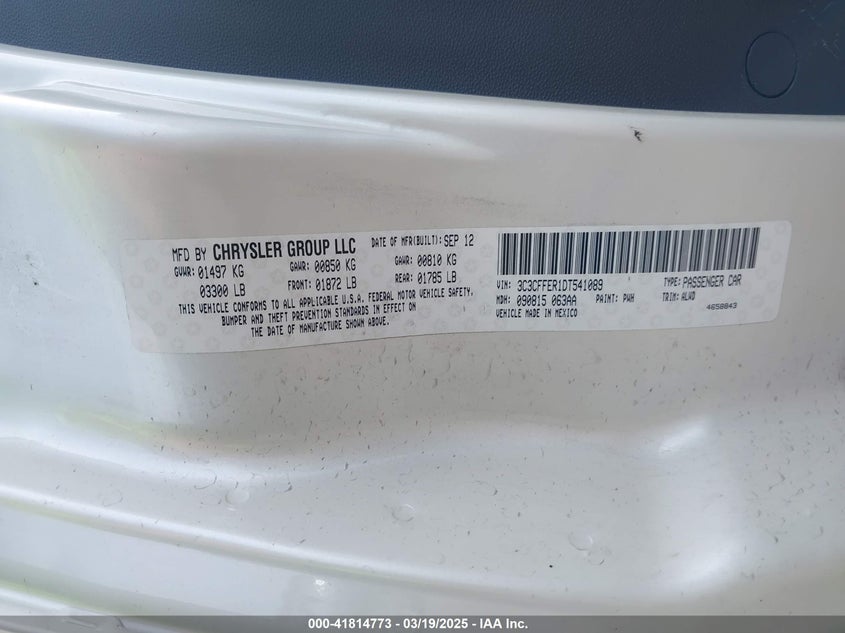 MFD BY CHRYSLER GROUP LLC DATE OF MFR(BUILT): SEP 12
GVWR: 01497 KG GAWR: 00850 KG GAWR: 00810 KG
03300 LB FRONT: 01872 LB REAR: 01785 LB
THIS VEHICLE CONFORMS TO ALL APPLICABLE U.S.A. FEDERAL MOTOR VEHICLE SAFETY,
BUMPER AND THEFT PREVENTION STANDARDS IN EFFECT ON
THE DATE OF MANUFACTURE SHOWN ABOVE.
VIN: 3C3CFFER1DT541089 TYPE: PASSENGER CAR
MDH: 090815 063AA PAINT: PWH TRIM: ALWD
VEHICLE MADE IN MEXICO 4658843
000-41814773 - 03/19/2025 - IAA Inc.